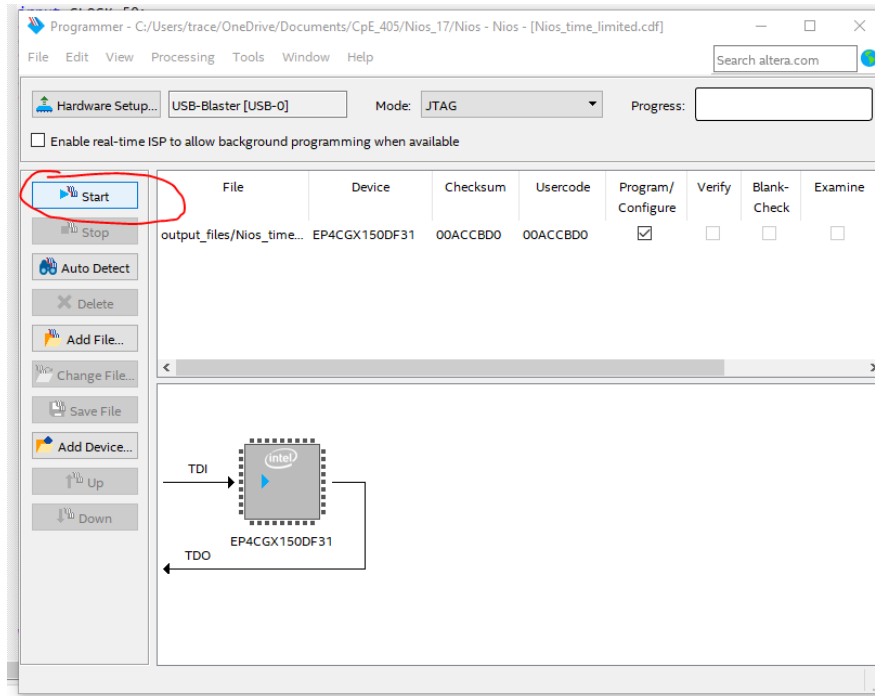 Programmer - C:/Users/trace/OneDrive/Documents/CpE_405/Nios_17/Nios - Nios - [Nios_time_limited.cdf]
File Edit View Processing Tools Window Help
Search altera.com
Hardware Setup... USB-Blaster [USB-0] Mode: JTAG Progress:
Enable real-time ISP to allow background programming when available
Start
Stop
Auto Detect
Delete
Add File...
Change File...
Save File
Add Device...
Up
Down
File Device Checksum Usercode Program/ Verify Blank- Examine
Configure Check
output_files/Nios_time... EP4CGX150DF31 00ACCBD0 00ACCBD0
TDI
intel
EP4CGX150DF31
TDO